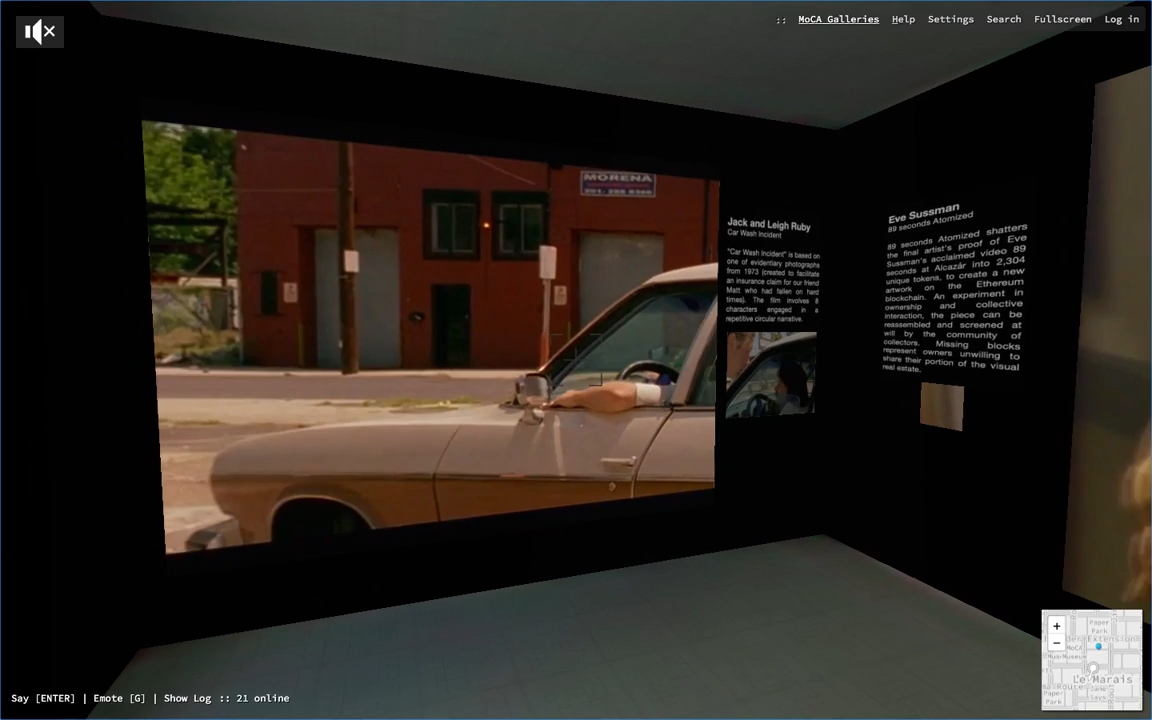 :: MoCA Galleries Help Settings Search Fullscreen Log in
MORENA
Jack and Leigh Ruby
Car Wash Incident
"Car Wash Incident" is based on
one of evidentiary photographs
from 1973 (created to facilitate
an insurance claim for our friend
Matt who had fallen on hard
times). The film involves 8
characters engaged in a
repetitive circular narrative.
Eve Sussman
89 seconds Atomized
89 seconds Atomized shatters
the final artist's proof of Eve
Sussman's acclaimed video 89
seconds at Alcazár into 2,304
unique tokens, to create a new
artwork on the Ethereum
blockchain. An experiment in
ownership and collective
interaction, the piece can be
reassembled and screened at
will by the community of
collectors. Missing blocks
represent owners unwilling to
share their portion of the visual
real estate.
+
−
Paper
Park
MoCA
Le Marais
Paper
Park
Say [ENTER] | Emote [G] | Show Log :: 21 online